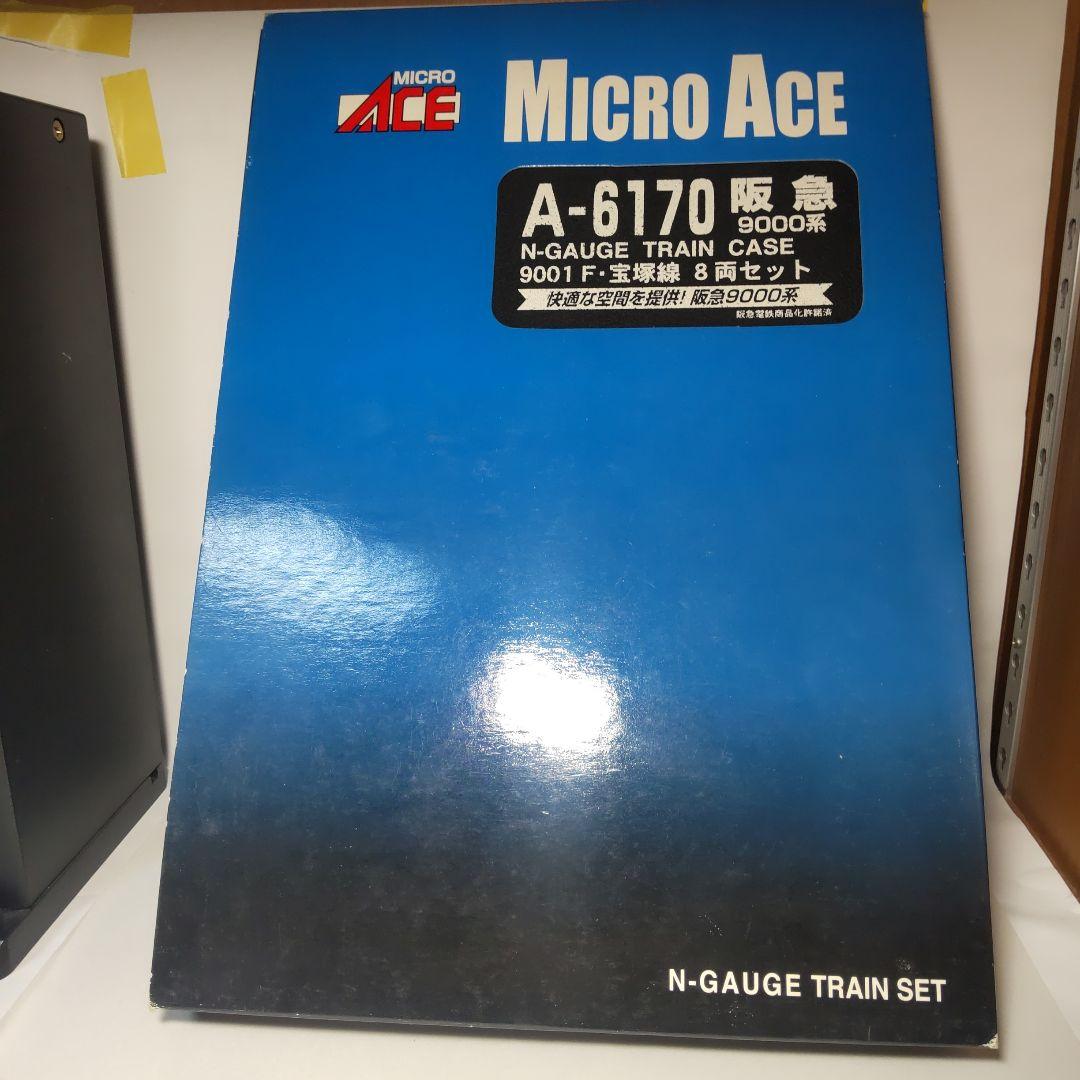 MICRO
ACE
MICRO ACE
A-6170 阪急
9000系
N-GAUGE TRAIN CASE
9001F・宝塚線 8両セット
快適な空間を提供! 阪急9000系
阪急電鉄商品化許諾済
N-GAUGE TRAIN SET